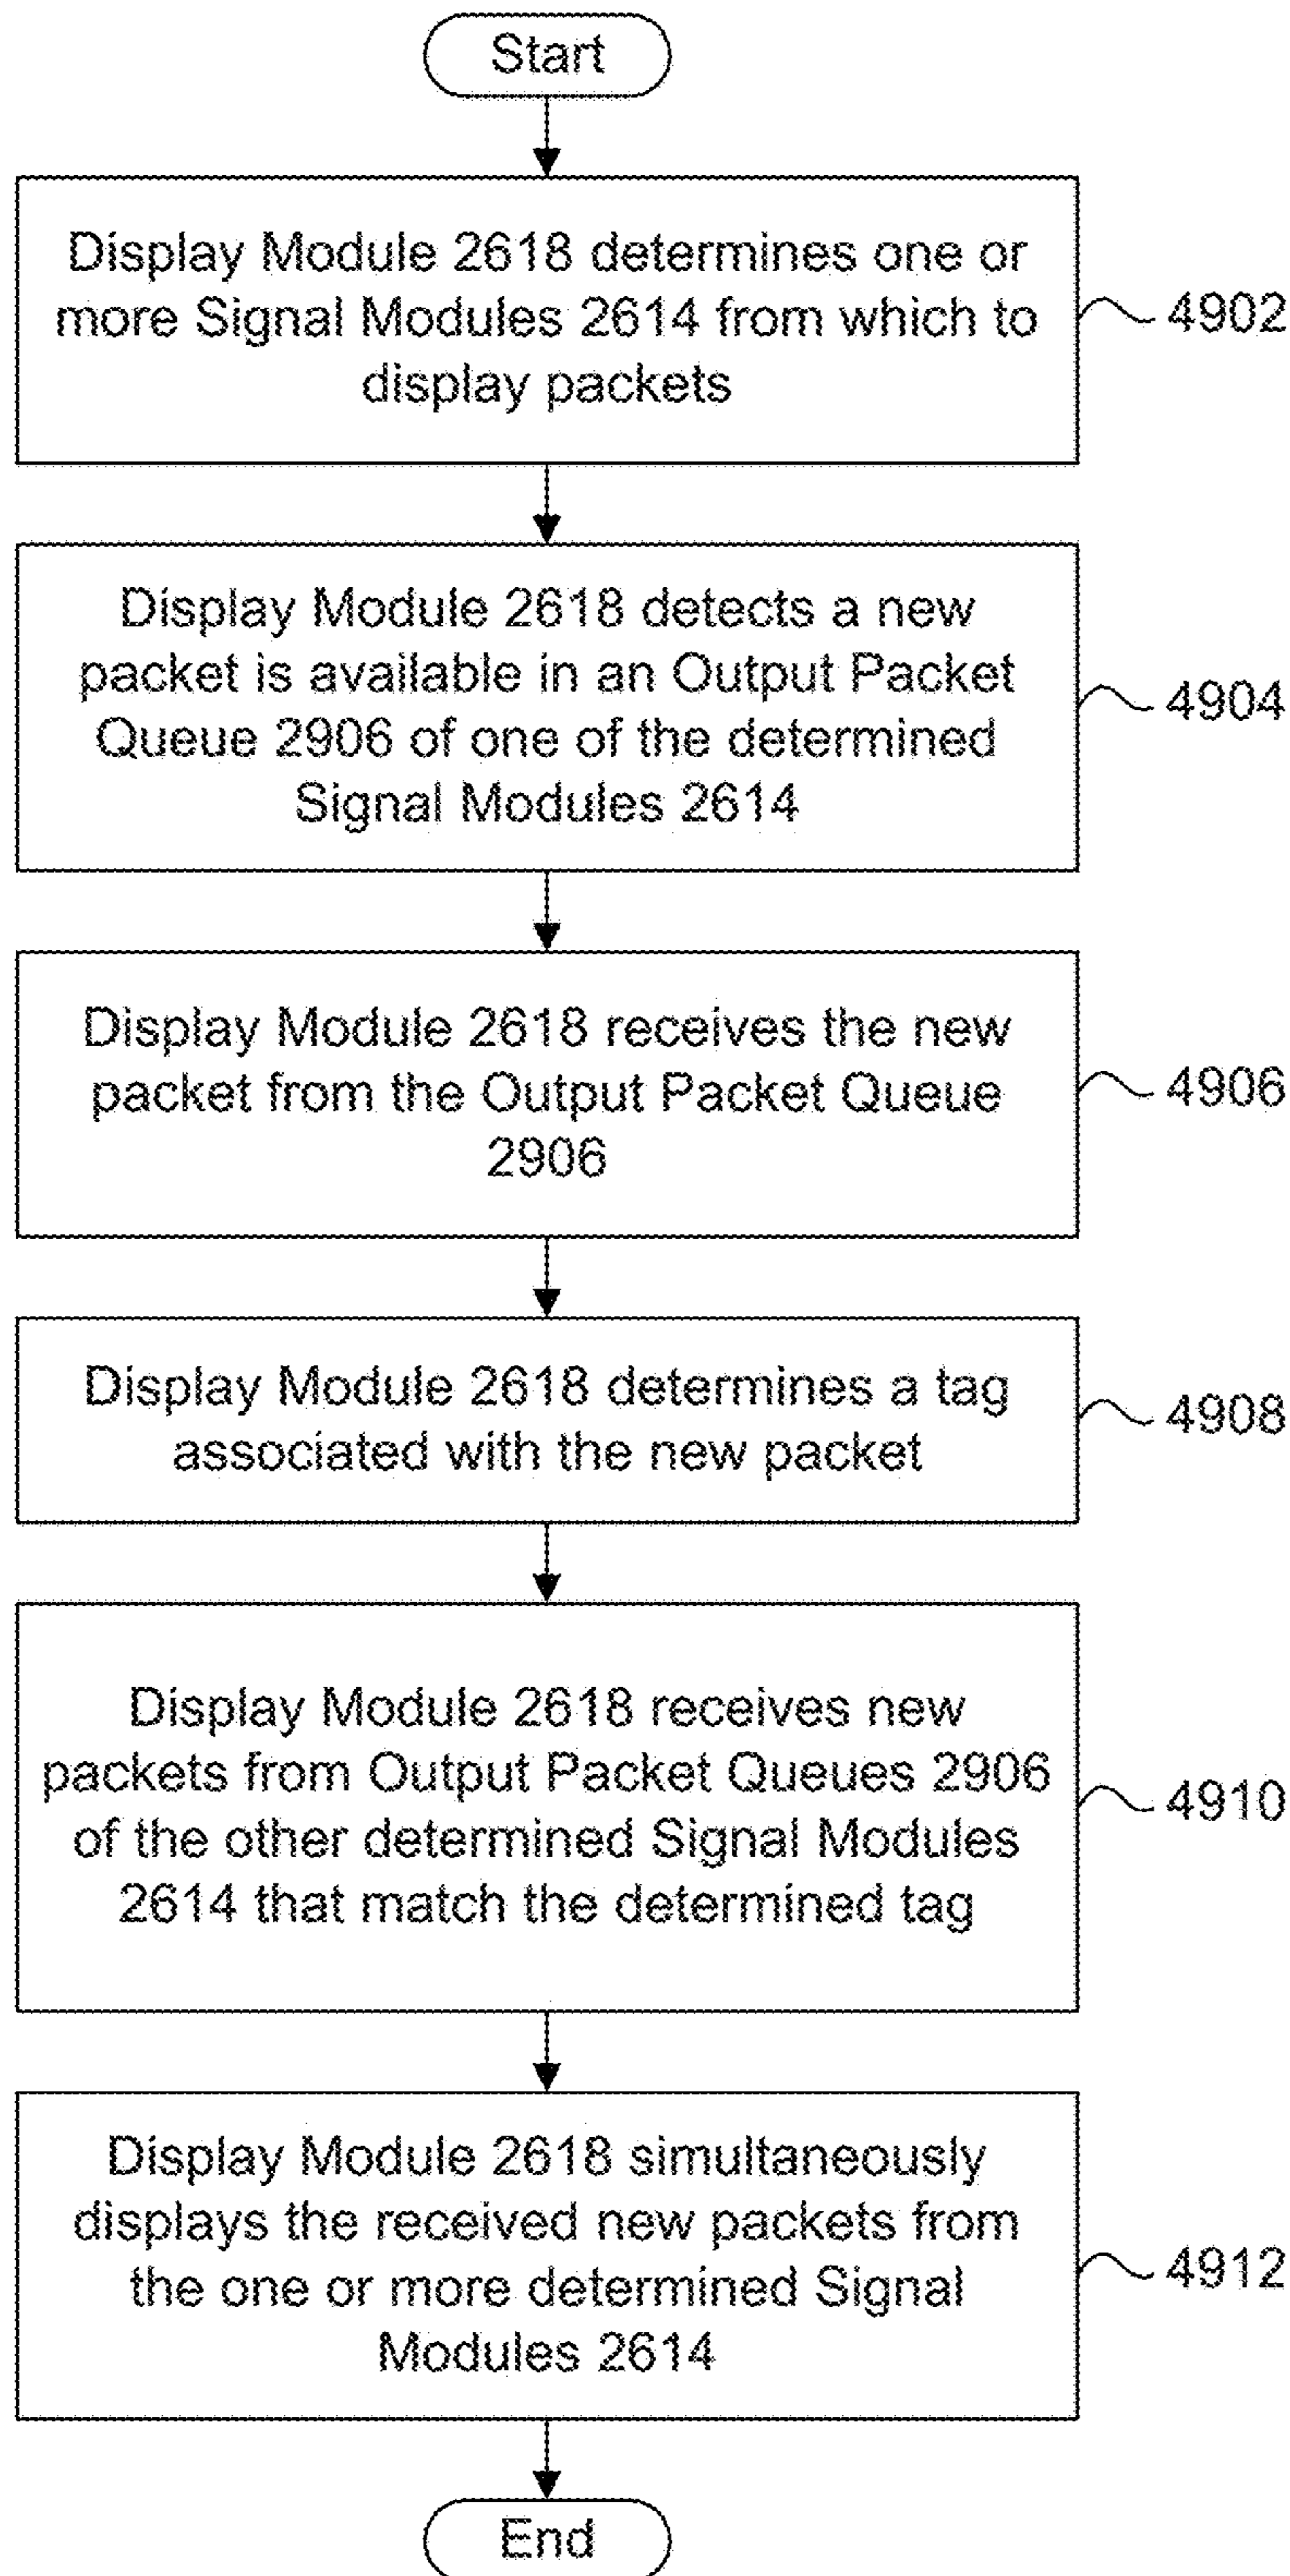 Start
Display Module 2618 determines one or
more Signal Modules 2614 from which to
display packets
4902
Display Module 2618 detects a new
packet is available in an Output Packet
Queue 2906 of one of the determined
Signal Modules 2614
4904
Display Module 2618 receives the new
packet from the Output Packet Queue
2906
4906
Display Module 2618 determines a tag
associated with the new packet
4908
Display Module 2618 receives new
packets from Output Packet Queues 2906
of the other determined Signal Modules
2614 that match the determined tag
4910
Display Module 2618 simultaneously
displays the received new packets from
the one or more determined Signal
Modules 2614
4912
End